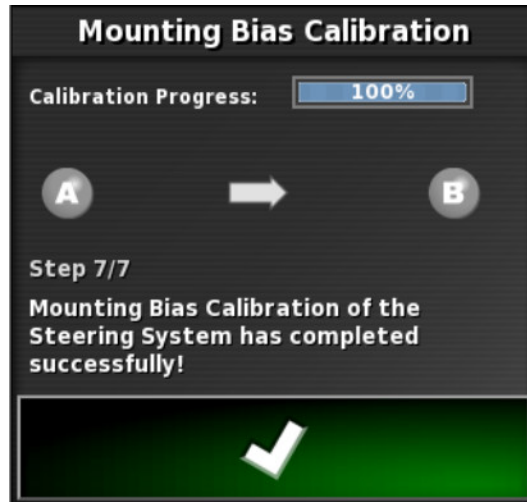 Mounting Bias Calibration
Calibration Progress: 100%
A B
Step 7/7
Mounting Bias Calibration of the
Steering System has completed
successfully!